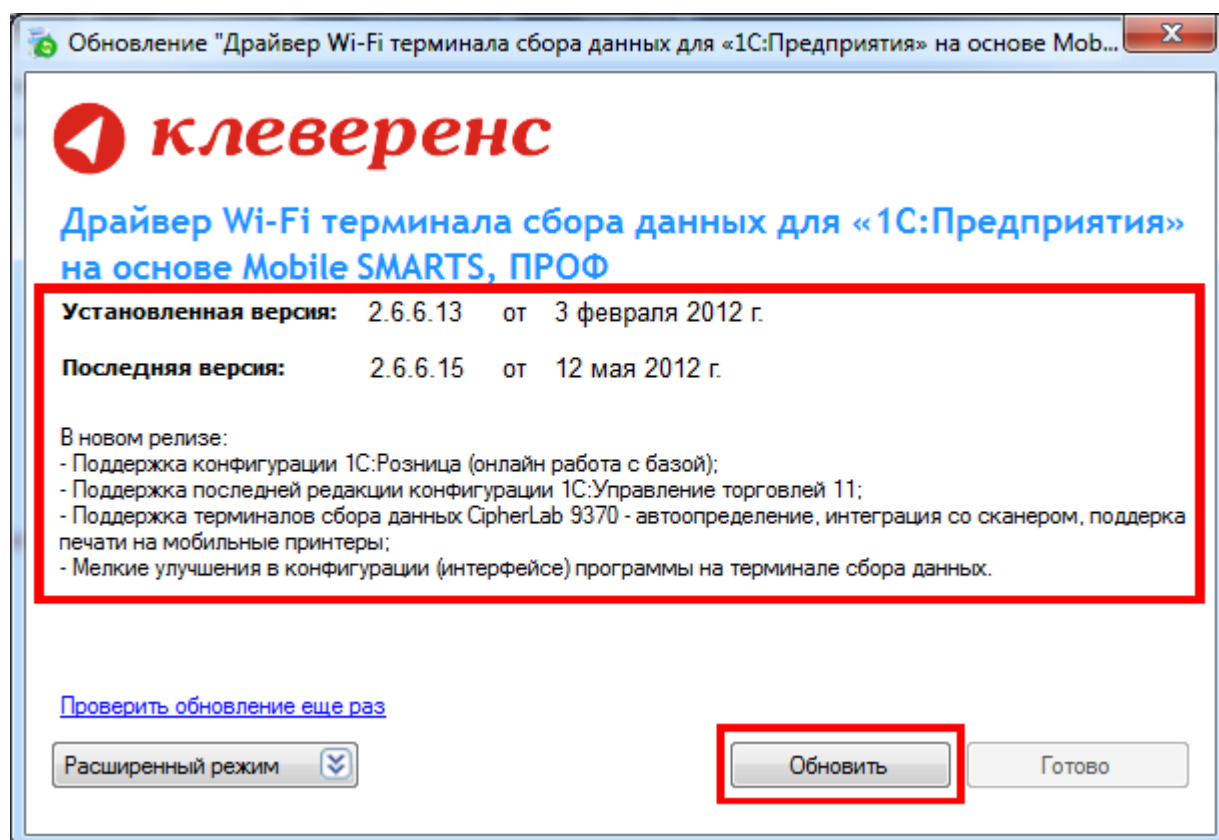 Обновление "Драйвер Wi-Fi терминала сбора данных для «1С:Предприятия» на основе Mob...
клеверенс
Драйвер Wi-Fi терминала сбора данных для «1С:Предприятия»
на основе Mobile SMARTS, ПРОФ
Установленная версия: 2.6.6.13 от 3 февраля 2012 г.
Последняя версия: 2.6.6.15 от 12 мая 2012 г.
В новом релизе:
- Поддержка конфигурации 1С:Розница (онлайн работа с базой);
- Поддержка последней редакции конфигурации 1С:Управление торговлей 11;
- Поддержка терминалов сбора данных CipherLab 9370 - автоопределение, интеграция со сканером, поддерка
печати на мобильные принтеры;
- Мелкие улучшения в конфигурации (интерфейсе) программы на терминале сбора данных.
Проверить обновление еще раз
Расширенный режим
Обновить
Готово